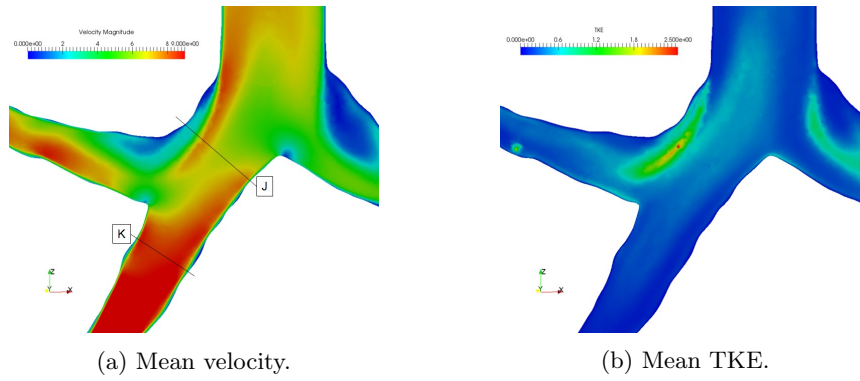 Velocity Magnitude
0.000e+00 2 4 6 8 9.000e+00
J
K
Z
Y X
(a) Mean velocity.
TKE
0.000e+00 0.6 1.2 1.8 2.500e+00
Z
Y X
(b) Mean TKE.